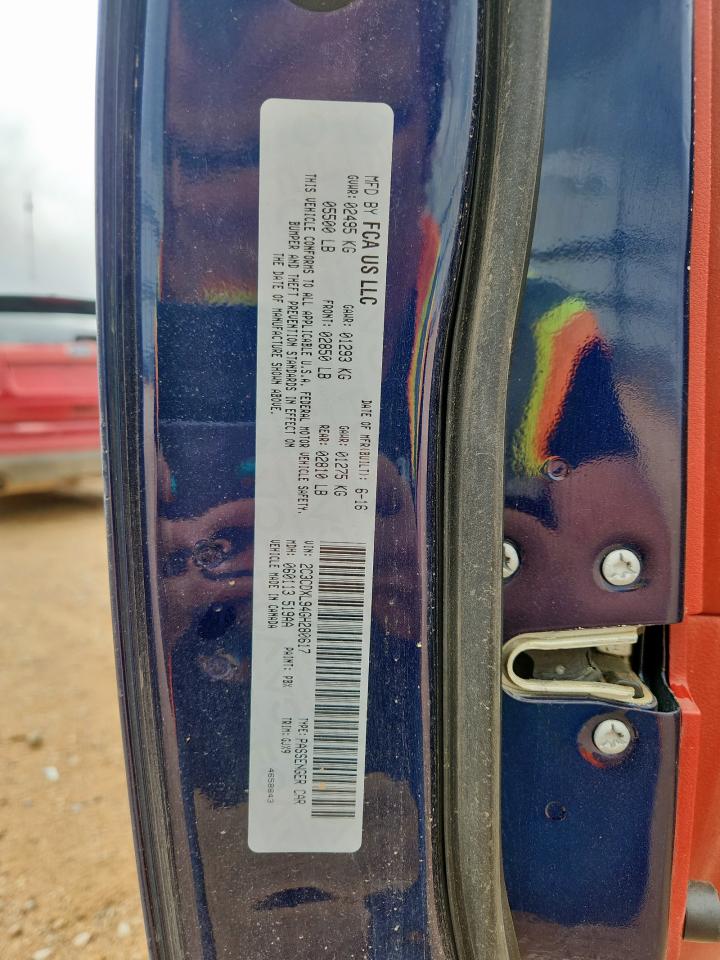 MFD BY FCA US LLC
DATE OF MFR(BUILT): 6-16
GVWR: 02495 KG GAWR: 01293 KG GAWR: 01275 KG
05500 LB FRONT: 02850 LB REAR: 02810 LB
THIS VEHICLE CONFORMS TO ALL APPLICABLE U.S.A. FEDERAL MOTOR VEHICLE SAFETY,
BUMPER AND THEFT PREVENTION STANDARDS IN EFFECT ON
THE DATE OF MANUFACTURE SHOWN ABOVE.
VIN: 2C3CDXL94GH280617 TYPE: PASSENGER CAR
MDH: 060113 519AA PAINT: PBX TRIM: GJX9
VEHICLE MADE IN CANADA 4658843